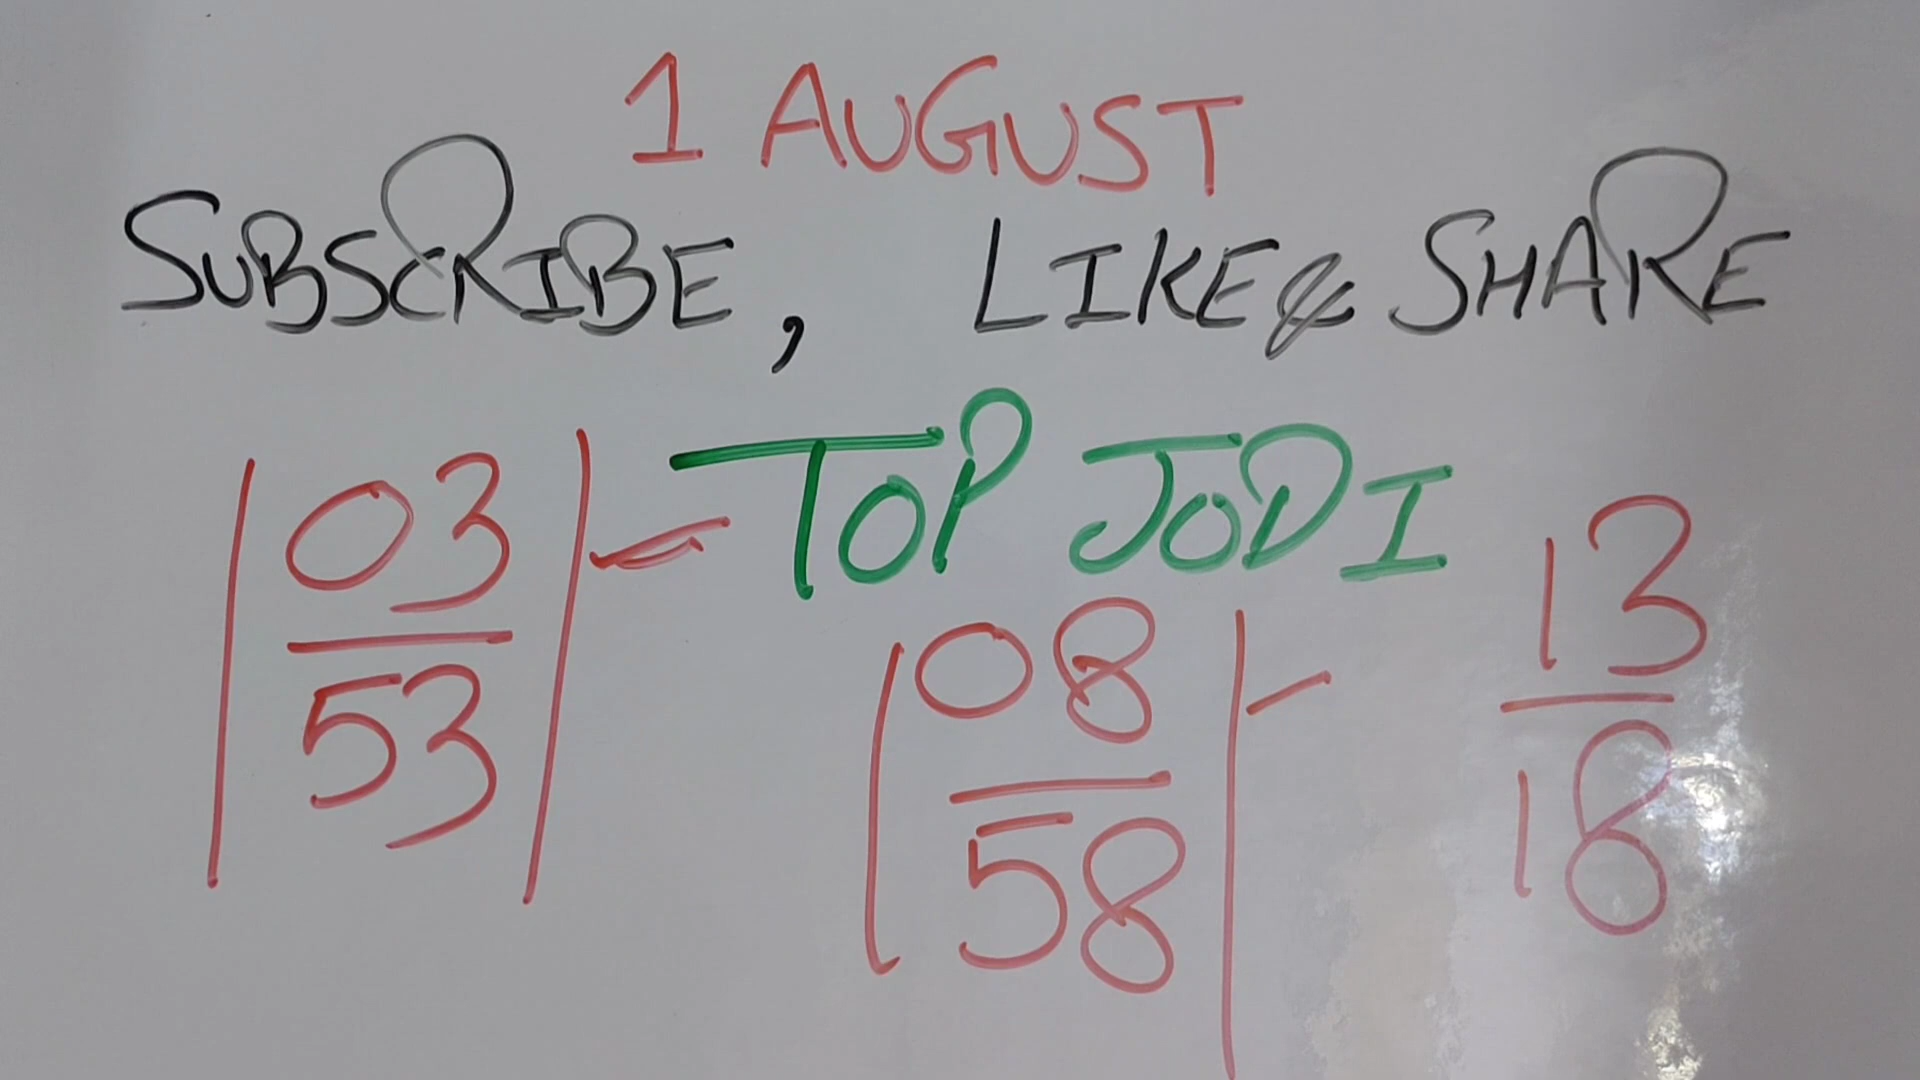 1 AUGUST
SUBSCRIBE, LIKE & SHARE
03 = TOP JODI
53
08 - 13
58 18